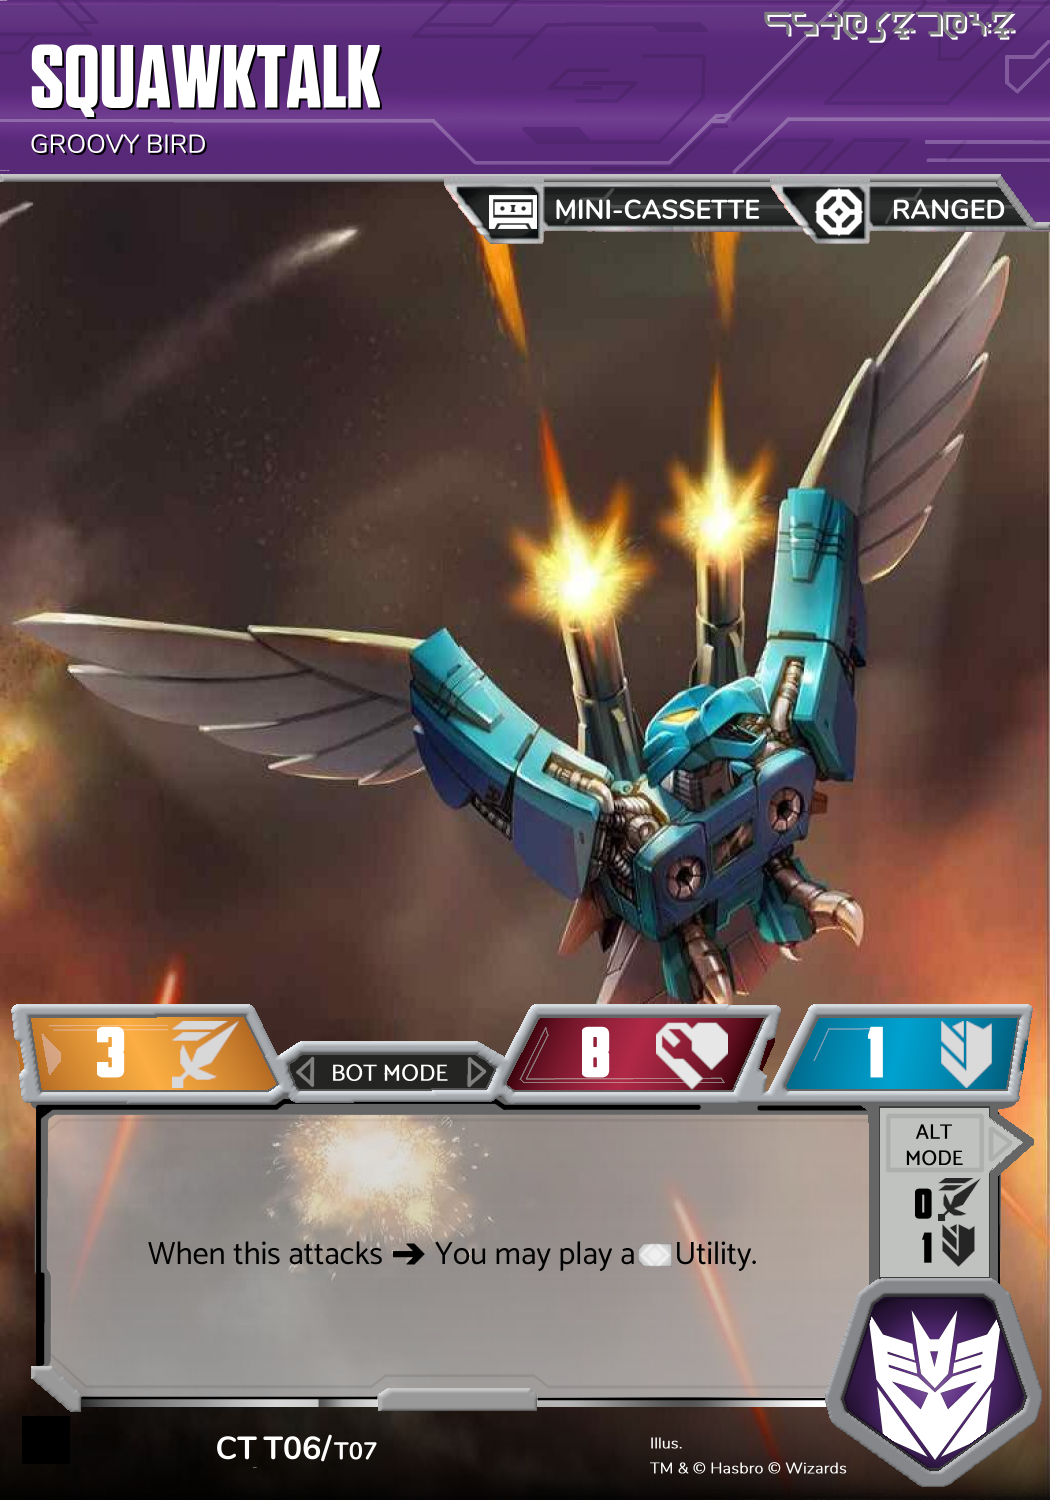 SQUAWKTALK
GROOVY BIRD
MINI-CASSETTE
RANGED
3
BOT MODE
8
1
ALT
MODE
0
1
When this attacks ➔ You may play a Utility.
CT T06/T07
Illus.
TM & © Hasbro © Wizards